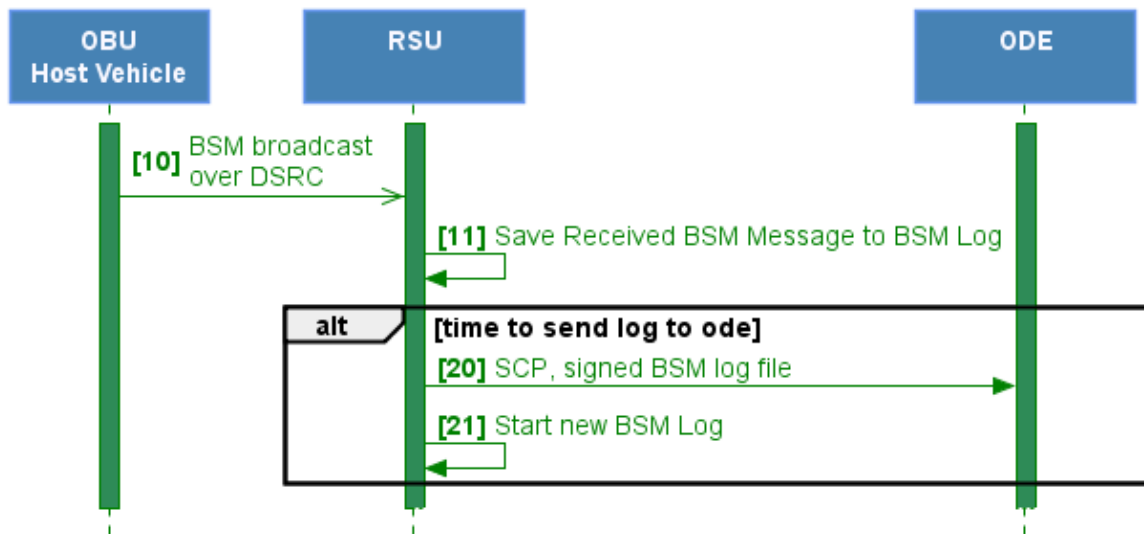 OBU
Host Vehicle
RSU
ODE
[10] BSM broadcast
over DSRC
[11] Save Received BSM Message to BSM Log
alt
[time to send log to ode]
[20] SCP, signed BSM log file
[21] Start new BSM Log